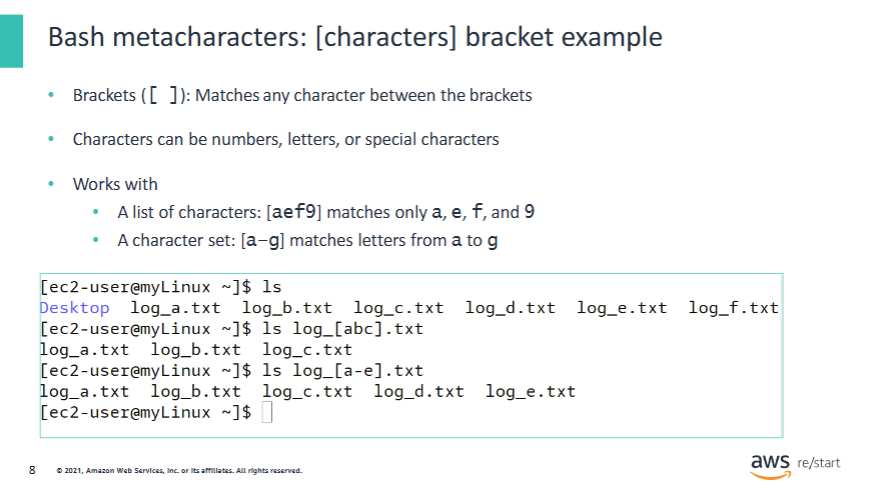 Bash metacharacters: [characters] bracket example
• Brackets ([ ]): Matches any character between the brackets
• Characters can be numbers, letters, or special characters
• Works with
• A list of characters: [aef9] matches only a, e, f, and 9
• A character set: [a-g] matches letters from a to g
[ec2-user@myLinux ~]$ ls
Desktop log_a.txt log_b.txt log_c.txt log_d.txt log_e.txt log_f.txt
[ec2-user@myLinux ~]$ ls log_[abc].txt
log_a.txt log_b.txt log_c.txt
[ec2-user@myLinux ~]$ ls log_[a-e].txt
log_a.txt log_b.txt log_c.txt log_d.txt log_e.txt
[ec2-user@myLinux ~]$
8 © 2021, Amazon Web Services, Inc. or its affiliates. All rights reserved.
aws re/start